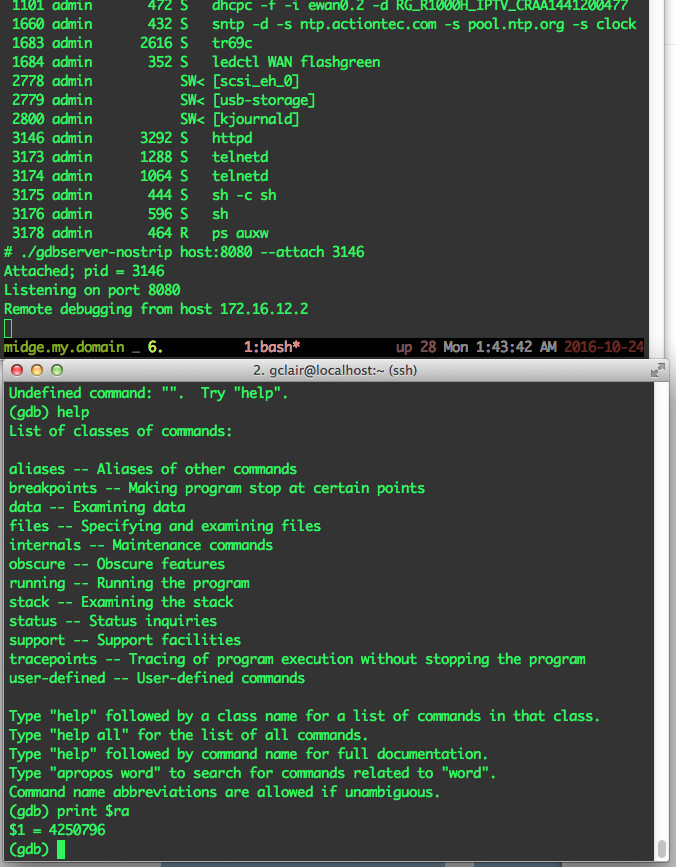 1101 admin 472 S dhcpc -f -i ewan0.2 -d RG_R1000H_IPTV_CRAA1441200477
1660 admin 432 S sntp -d -s ntp.actiontec.com -s pool.ntp.org -s clock
1683 admin 2616 S tr69c
1684 admin 352 S ledctl WAN flashgreen
2778 admin SW< [scsi_eh_0]
2779 admin SW< [usb-storage]
2800 admin SW< [kjournald]
3146 admin 3292 S httpd
3173 admin 1288 S telnetd
3174 admin 1064 S telnetd
3175 admin 444 S sh -c sh
3176 admin 596 S sh
3178 admin 464 R ps auxw
# ./gdbserver-nostrip host:8080 --attach 3146
Attached; pid = 3146
Listening on port 8080
Remote debugging from host 172.16.12.2
midge.my.domain _ 6. 1:bash* up 28 Mon 1:43:42 AM 2016-10-24
2. gclair@localhost:~ (ssh)
Undefined command: "". Try "help".
(gdb) help
List of classes of commands:
aliases -- Aliases of other commands
breakpoints -- Making program stop at certain points
data -- Examining data
files -- Specifying and examining files
internals -- Maintenance commands
obscure -- Obscure features
running -- Running the program
stack -- Examining the stack
status -- Status inquiries
support -- Support facilities
tracepoints -- Tracing of program execution without stopping the program
user-defined -- User-defined commands
Type "help" followed by a class name for a list of commands in that class.
Type "help all" for the list of all commands.
Type "help" followed by command name for full documentation.
Type "apropos word" to search for commands related to "word".
Command name abbreviations are allowed if unambiguous.
(gdb) print $ra
$1 = 4250796
(gdb)